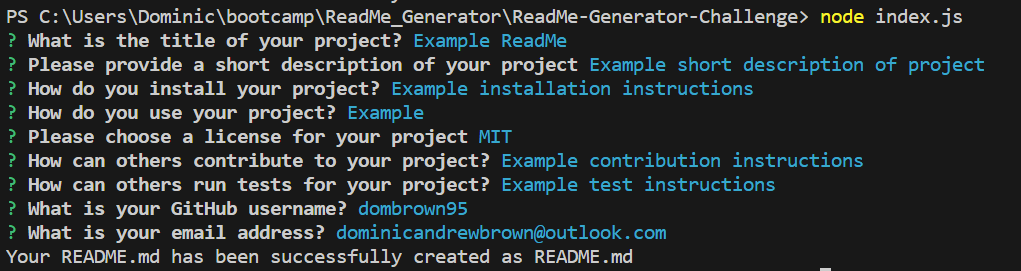 PS C:\Users\Dominic\bootcamp\ReadMe_Generator\ReadMe-Generator-Challenge> node index.js
? What is the title of your project? Example ReadMe
? Please provide a short description of your project Example short description of project
? How do you install your project? Example installation instructions
? How do you use your project? Example
? Please choose a license for your project MIT
? How can others contribute to your project? Example contribution instructions
? How can others run tests for your project? Example test instructions
? What is your GitHub username? dombrown95
? What is your email address? dominicandrewbrown@outlook.com
Your README.md has been successfully created as README.md